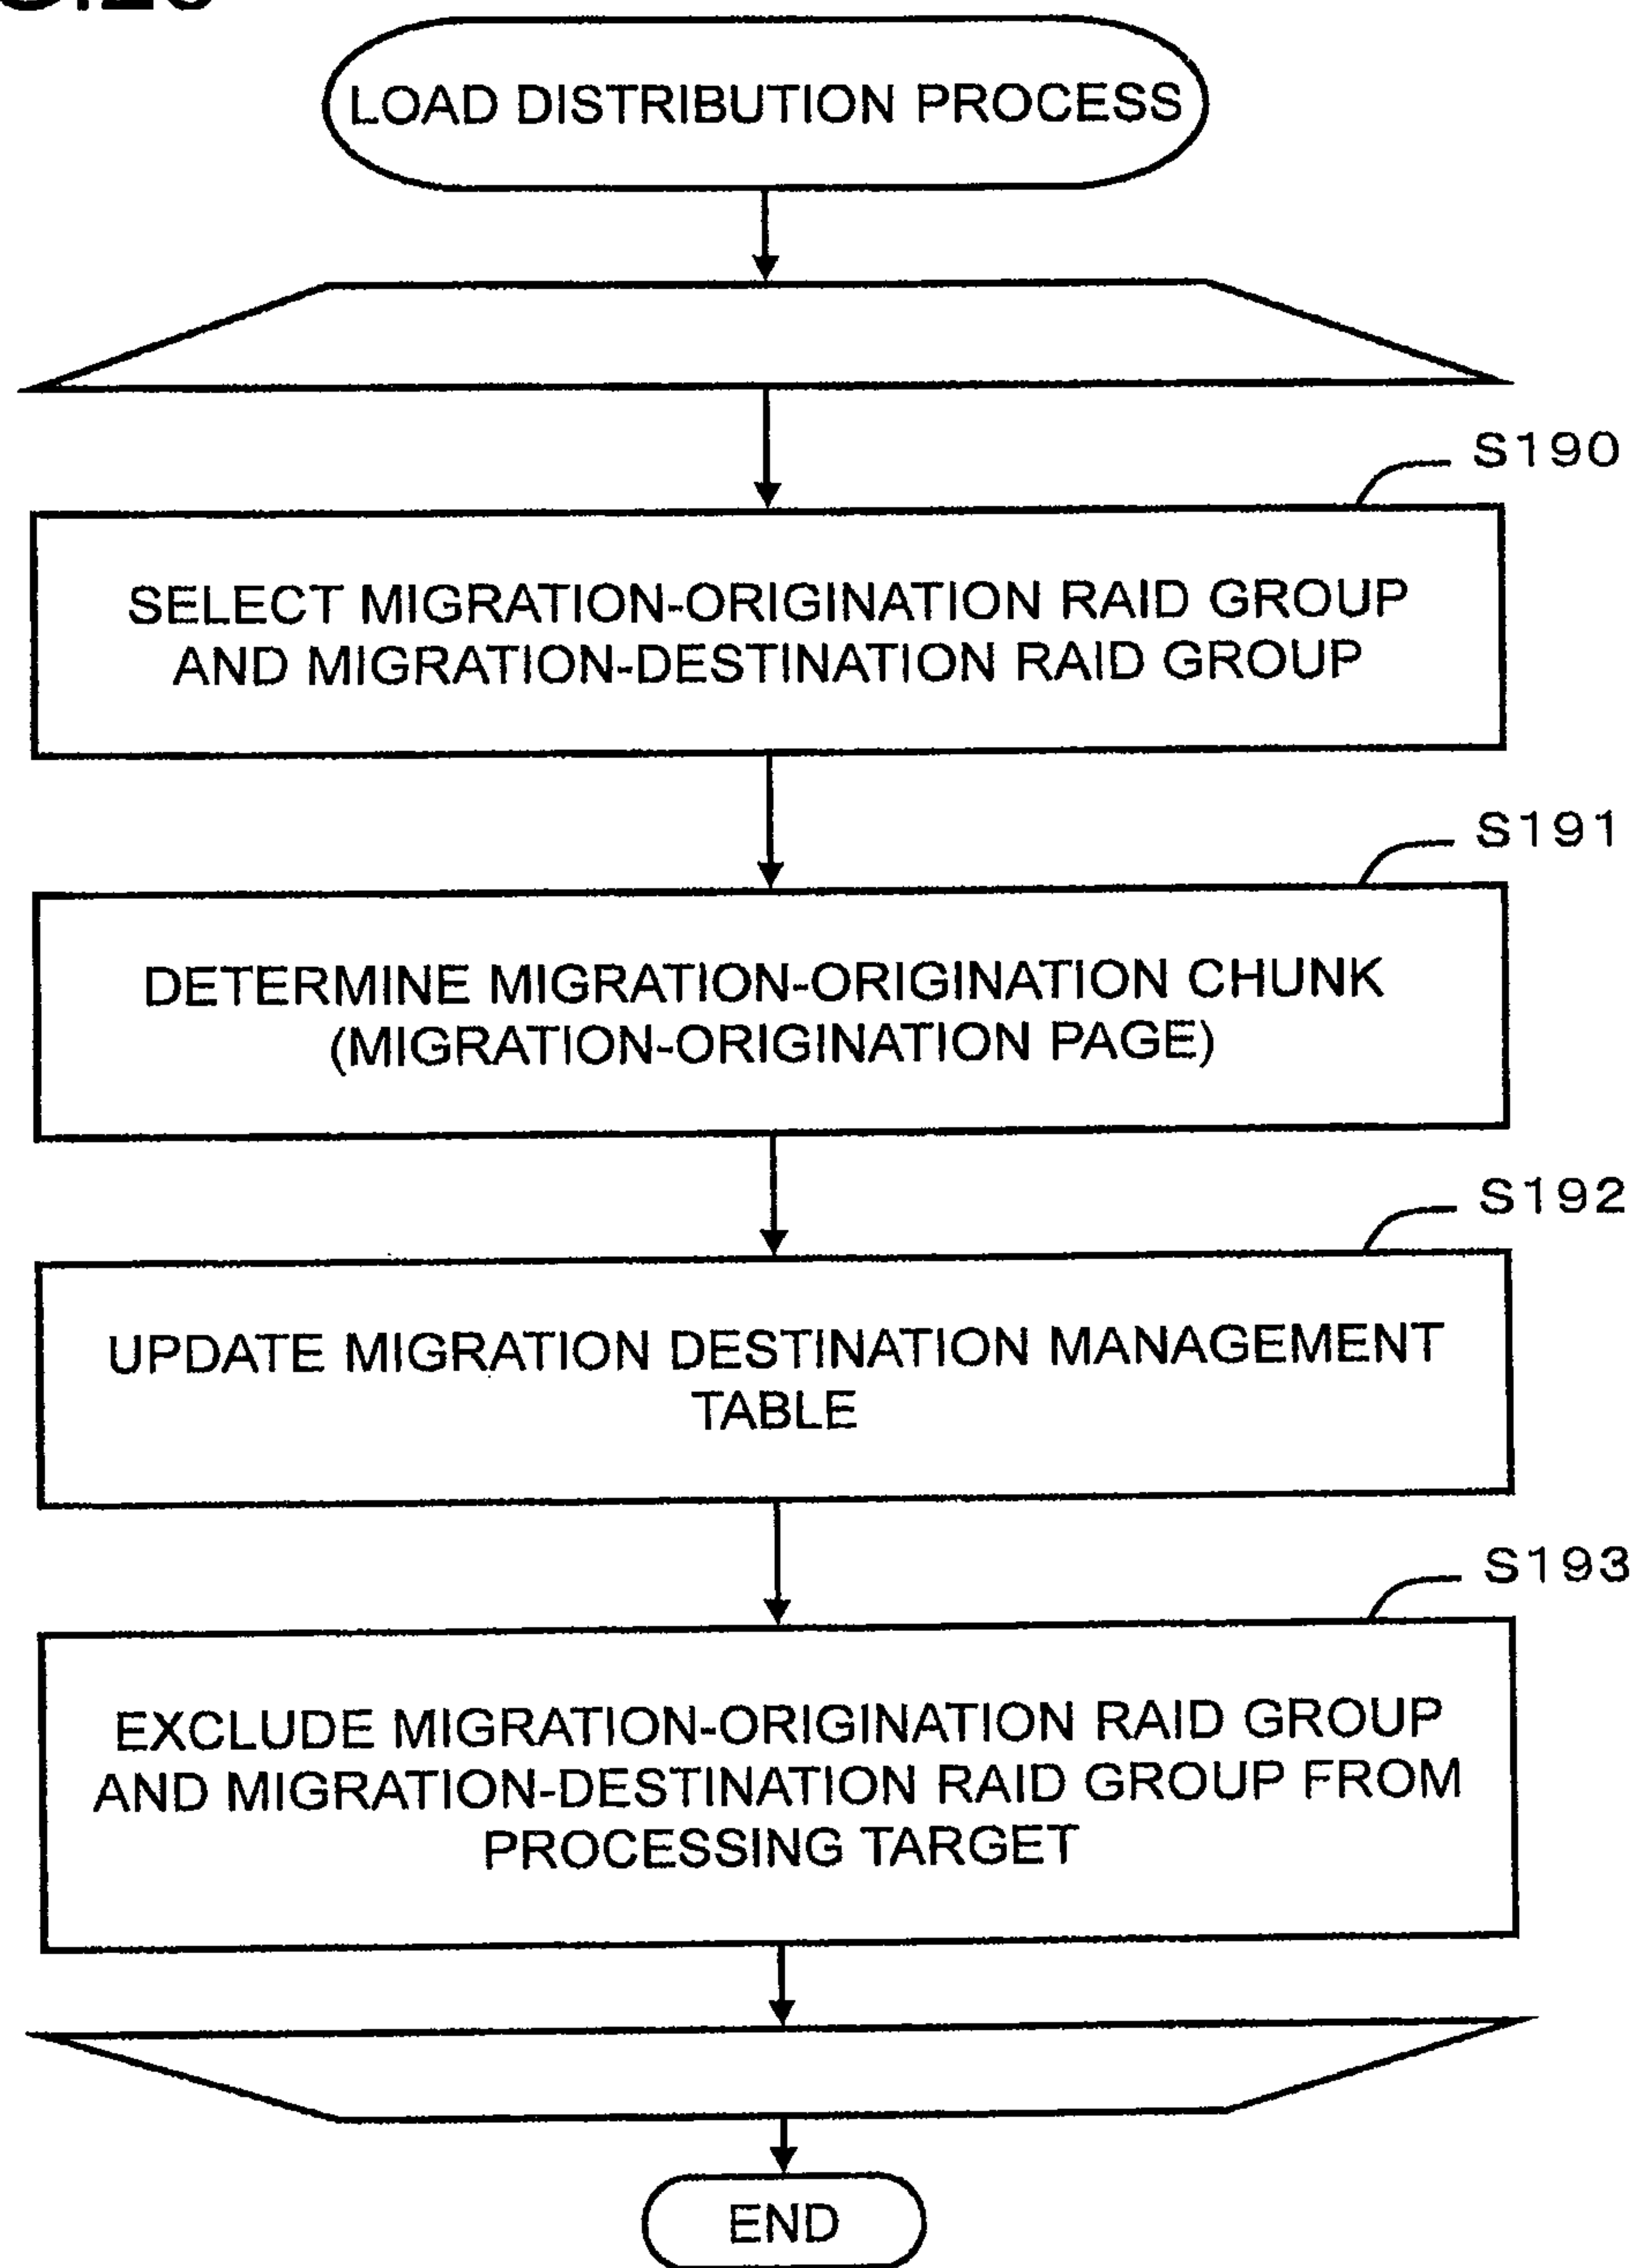 LOAD DISTRIBUTION PROCESS
S190
SELECT MIGRATION-ORIGINATION RAID GROUP
AND MIGRATION-DESTINATION RAID GROUP
S191
DETERMINE MIGRATION-ORIGINATION CHUNK
(MIGRATION-ORIGINATION PAGE)
S192
UPDATE MIGRATION DESTINATION MANAGEMENT
TABLE
S193
EXCLUDE MIGRATION-ORIGINATION RAID GROUP
AND MIGRATION-DESTINATION RAID GROUP FROM
PROCESSING TARGET
END